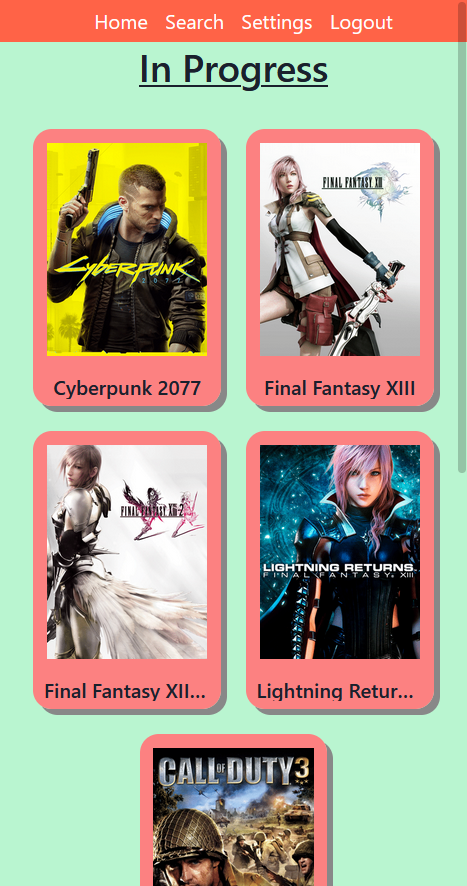 Home Search Settings Logout
In Progress
CYBERPUNK
2077
FINAL FANTASY XIII
Cyberpunk 2077
Final Fantasy XIII
FINAL FANTASY XIII-2
LIGHTNING RETURNS
FINAL FANTASY XIII
Final Fantasy XII...
Lightning Retur...
CALL OF DUTY 3